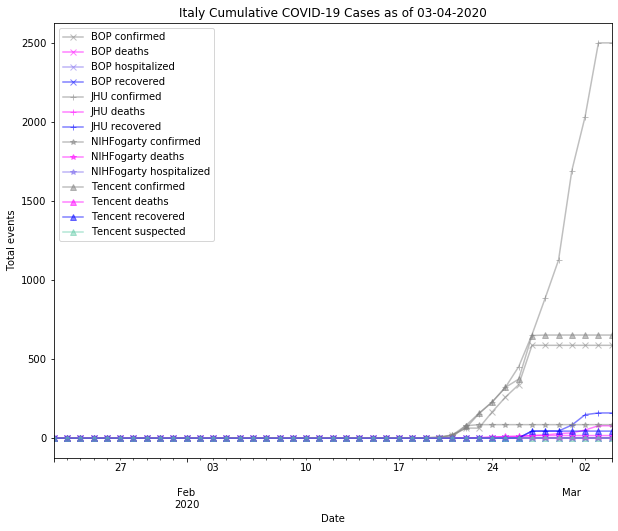 Italy Cumulative COVID-19 Cases as of 03-04-2020
BOP confirmed
BOP deaths
BOP hospitalized
BOP recovered
JHU confirmed
JHU deaths
JHU recovered
NIHFogarty confirmed
NIHFogarty deaths
NIHFogarty hospitalized
Tencent confirmed
Tencent deaths
Tencent recovered
Tencent suspected
2500
2000
1500
1000
500
0
Total events
27 03 10 17 24 02
Feb Mar
2020
Date